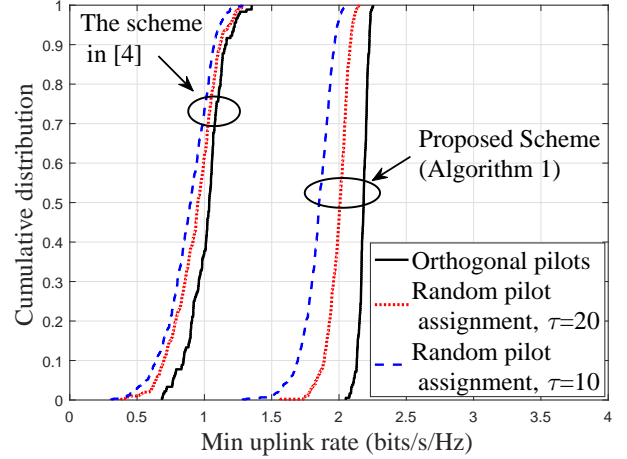 Cumulative distribution
1
0.9
0.8
0.7
0.6
0.5
0.4
0.3
0.2
0.1
0
The scheme
in [4]
Proposed Scheme
(Algorithm 1)
Orthogonal pilots
Random pilot
assignment, τ=20
Random pilot
assignment, τ=10
0 0.5 1 1.5 2 2.5 3 3.5 4
Min uplink rate (bits/s/Hz)